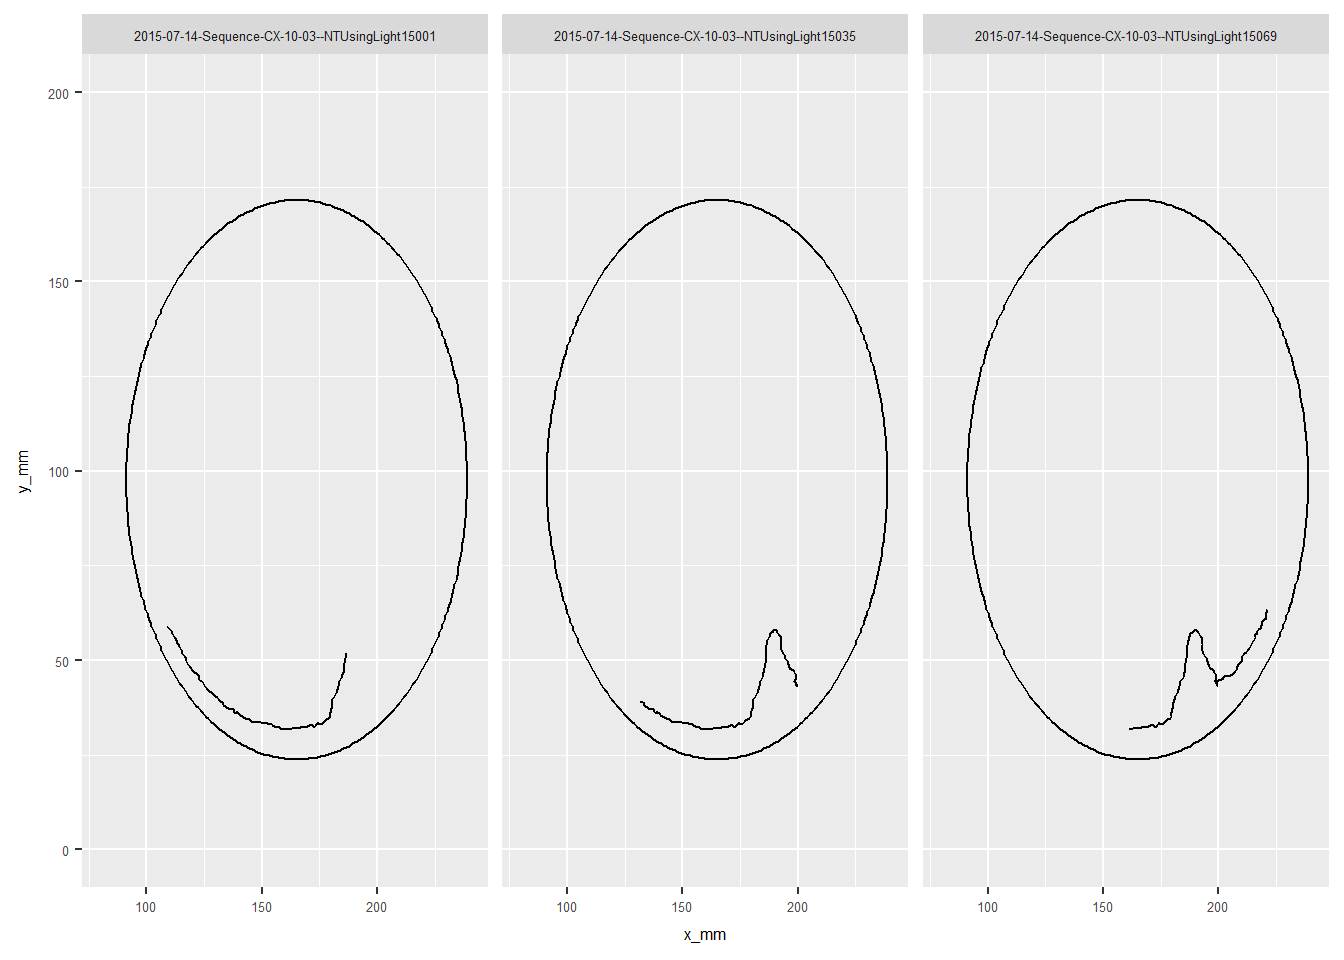 2015-07-14-Sequence-CX-10-03--NTUsingLight15001
2015-07-14-Sequence-CX-10-03--NTUsingLight15035
2015-07-14-Sequence-CX-10-03--NTUsingLight15069
200
150
100
50
0
y_mm
100 150 200
100 150 200
100 150 200
x_mm